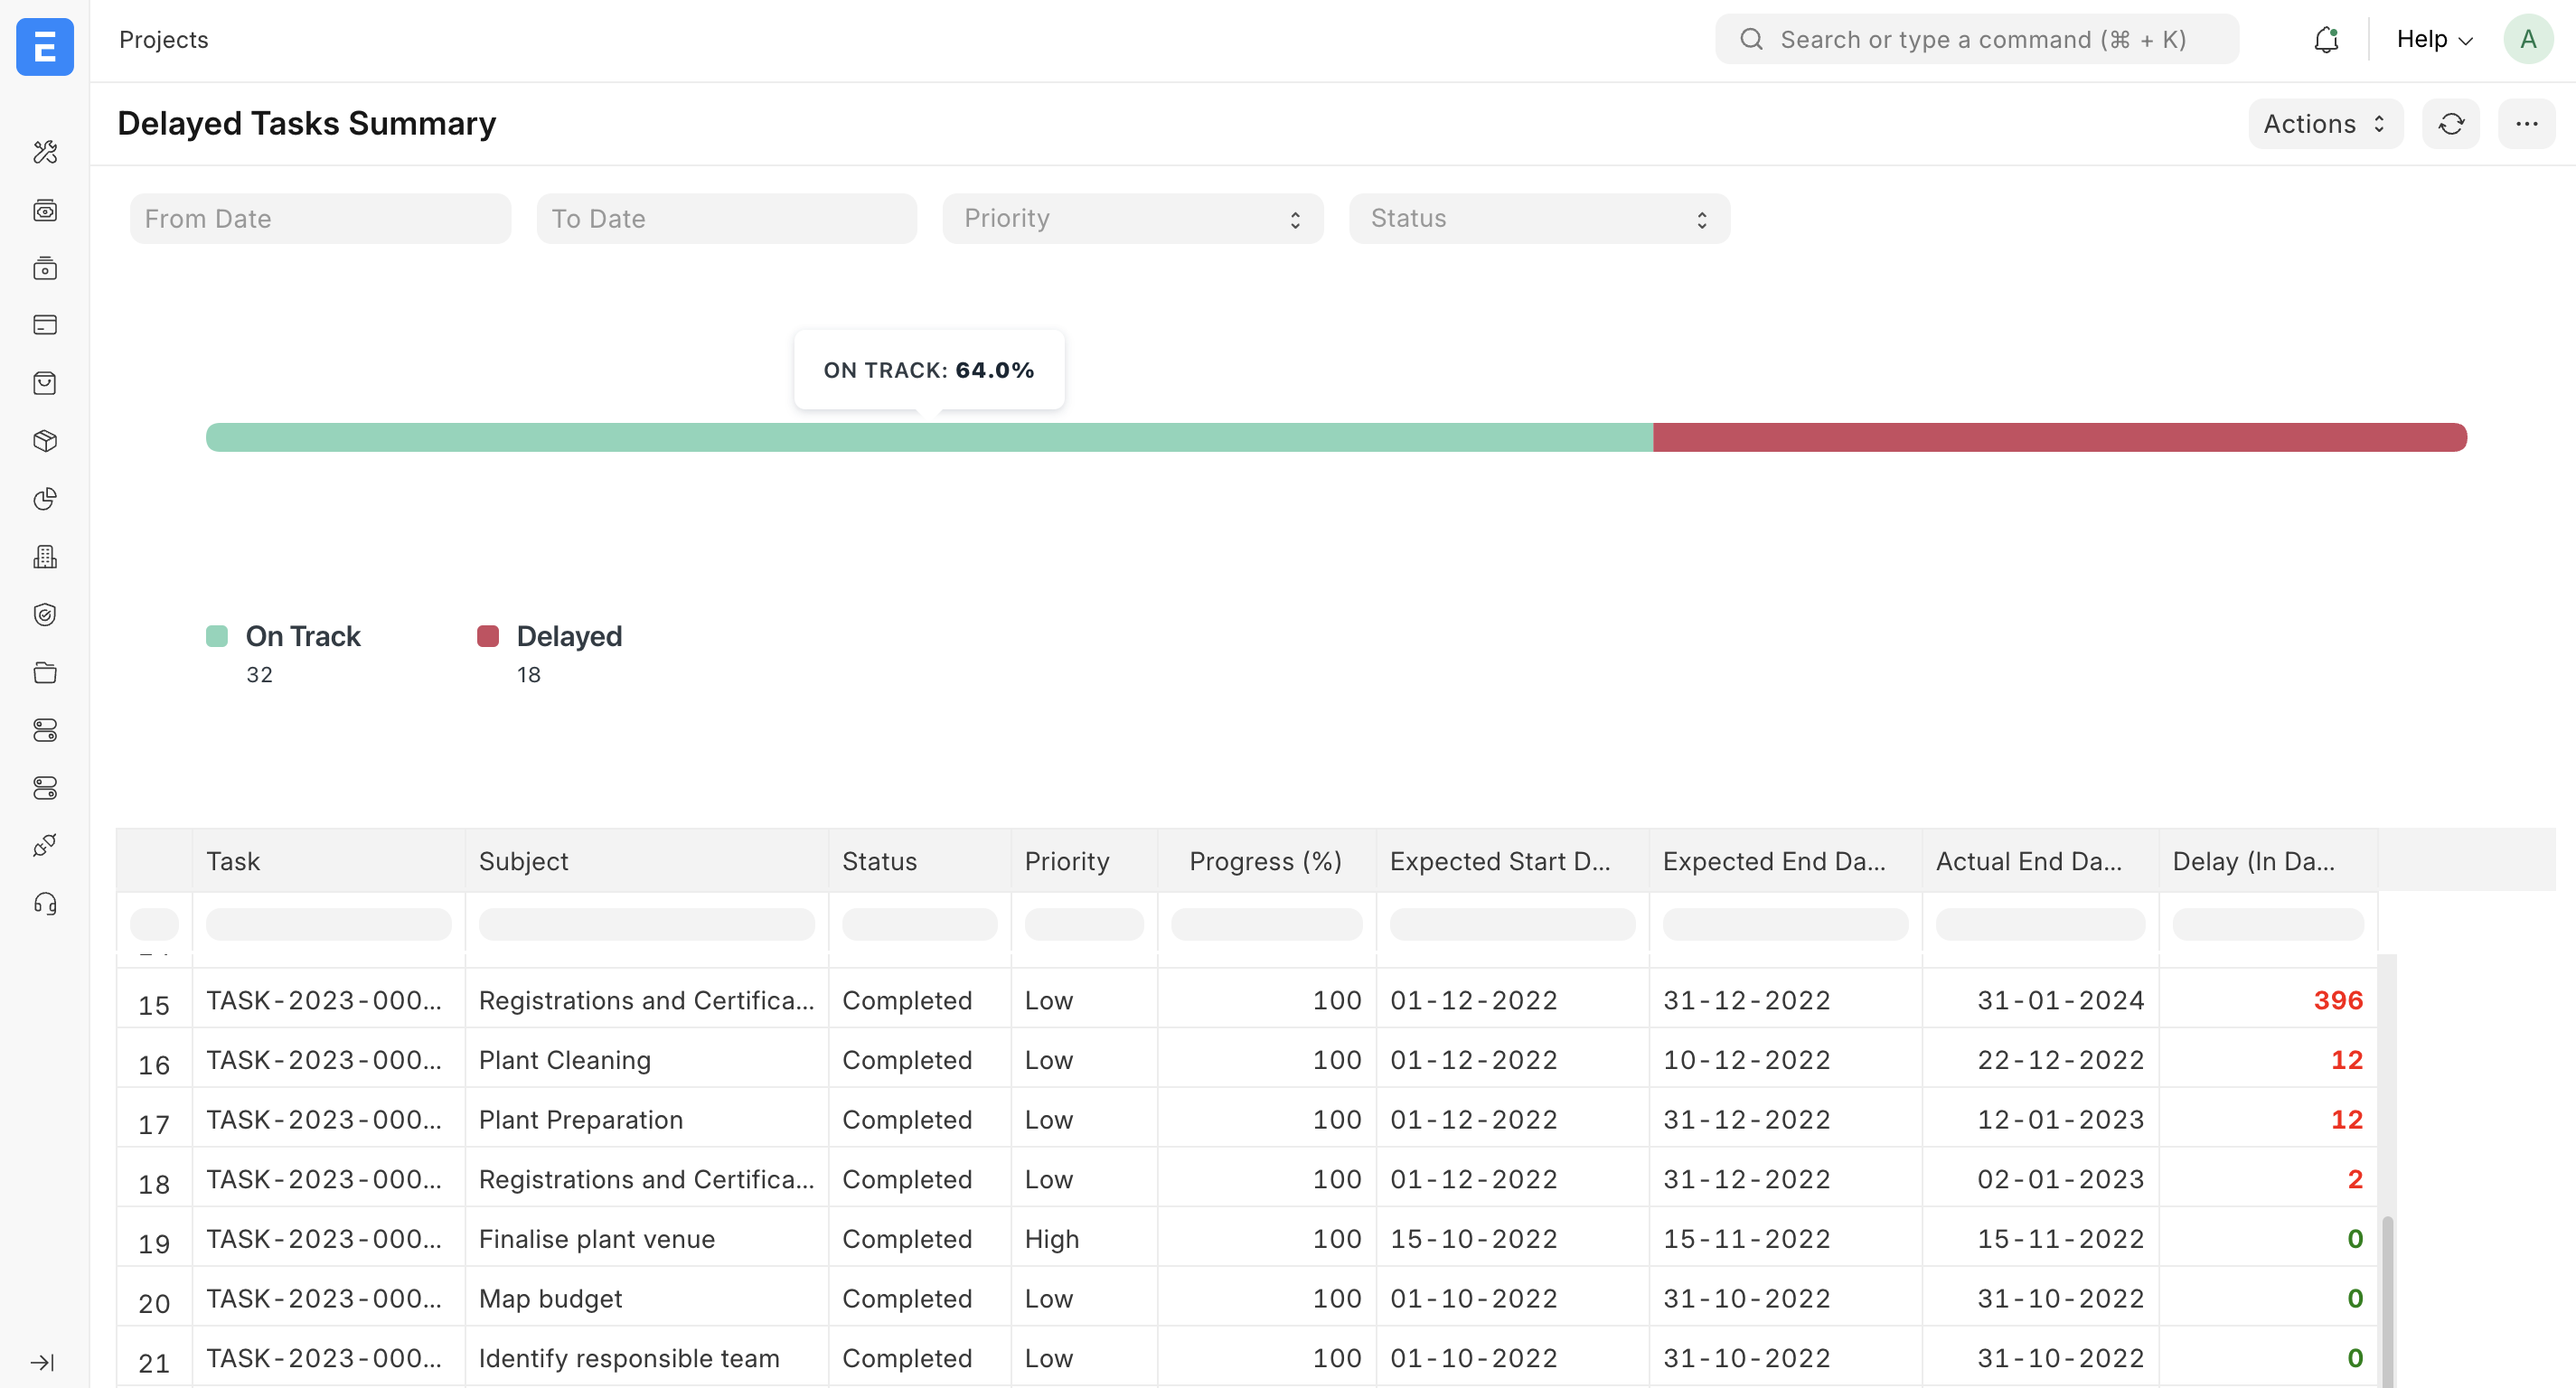 E
Projects
Search or type a command (⌘ + K)
Help
A
Delayed Tasks Summary
Actions
From Date
To Date
Priority
Status
ON TRACK: 64.0%
On Track
32
Delayed
18
Task Subject Status Priority Progress (%) Expected Start D... Expected End Da... Actual End Da... Delay (In Da...
15 TASK-2023-000... Registrations and Certifica... Completed Low 100 01-12-2022 31-12-2022 31-01-2024 396
16 TASK-2023-000... Plant Cleaning Completed Low 100 01-12-2022 10-12-2022 22-12-2022 12
17 TASK-2023-000... Plant Preparation Completed Low 100 01-12-2022 31-12-2022 12-01-2023 12
18 TASK-2023-000... Registrations and Certifica... Completed Low 100 01-12-2022 31-12-2022 02-01-2023 2
19 TASK-2023-000... Finalise plant venue Completed High 100 15-10-2022 15-11-2022 15-11-2022 0
20 TASK-2023-000... Map budget Completed Low 100 01-10-2022 31-10-2022 31-10-2022 0
21 TASK-2023-000... Identify responsible team Completed Low 100 01-10-2022 31-10-2022 31-10-2022 0